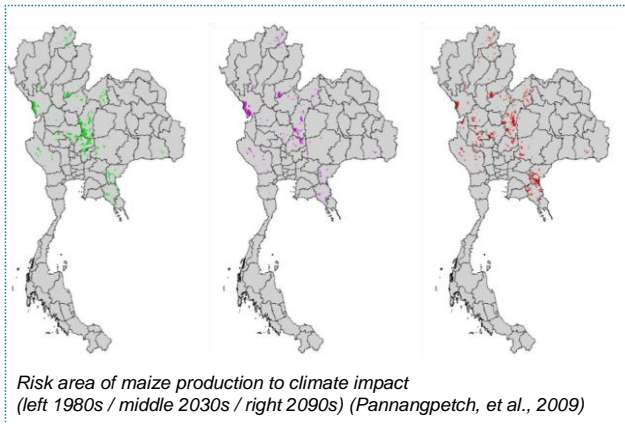 Risk area of maize production to climate impact
(left 1980s / middle 2030s / right 2090s) (Pannangpetch, et al., 2009)